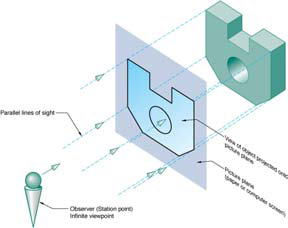 Parallel lines of sight
View of object projected onto
picture plane
Picture plane
(paper or computer screen)
Observer (Station point)
Infinite viewpoint